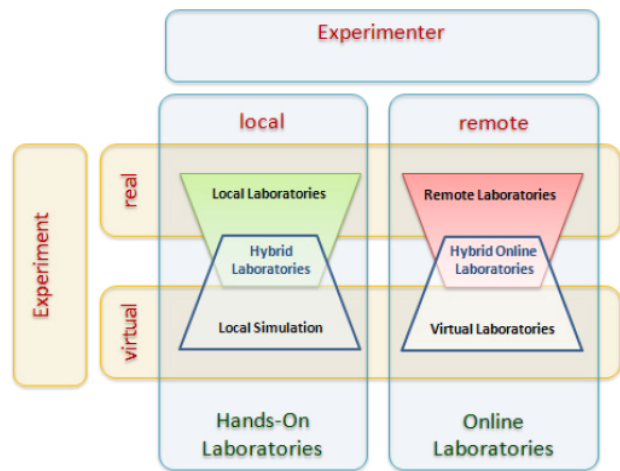 Experimenter
local
remote
Experiment
real
Local Laboratories
Remote Laboratories
Hybrid
Laboratories
Hybrid Online
Laboratories
virtual
Local Simulation
Virtual Laboratories
Hands-On
Laboratories
Online
Laboratories